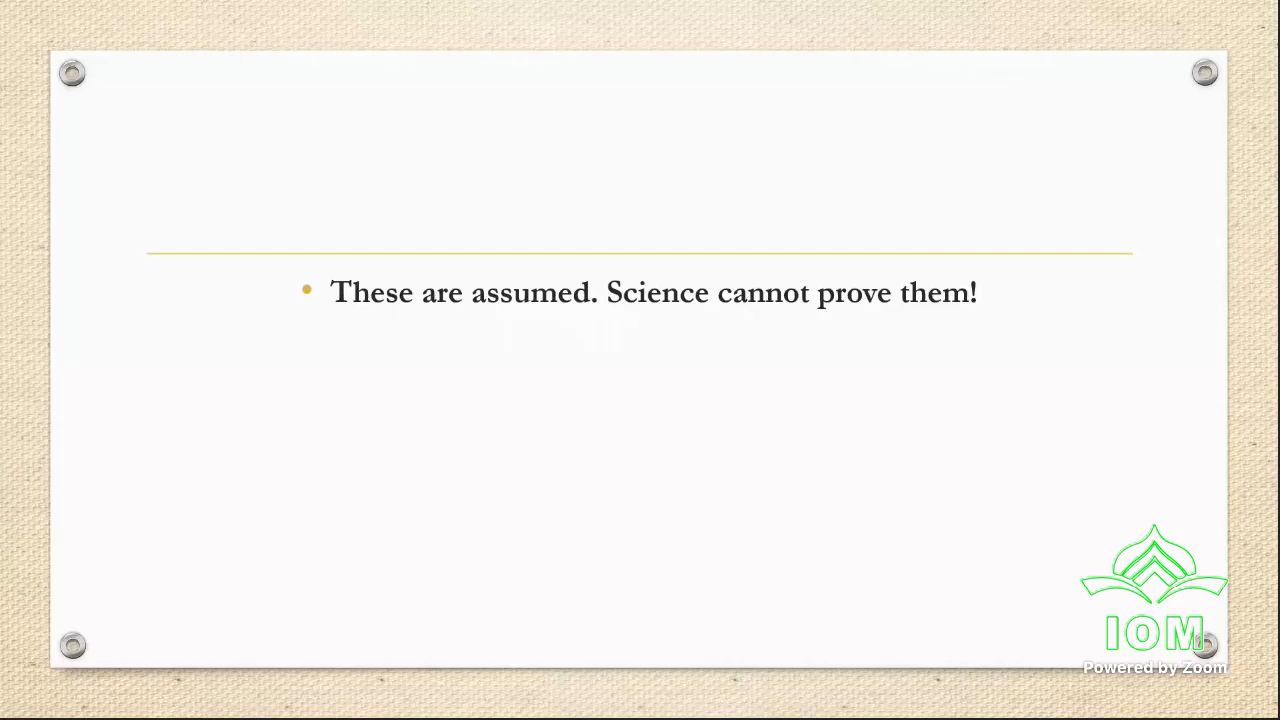 • These are assumed. Science cannot prove them!
IOM
Powered by Zoom